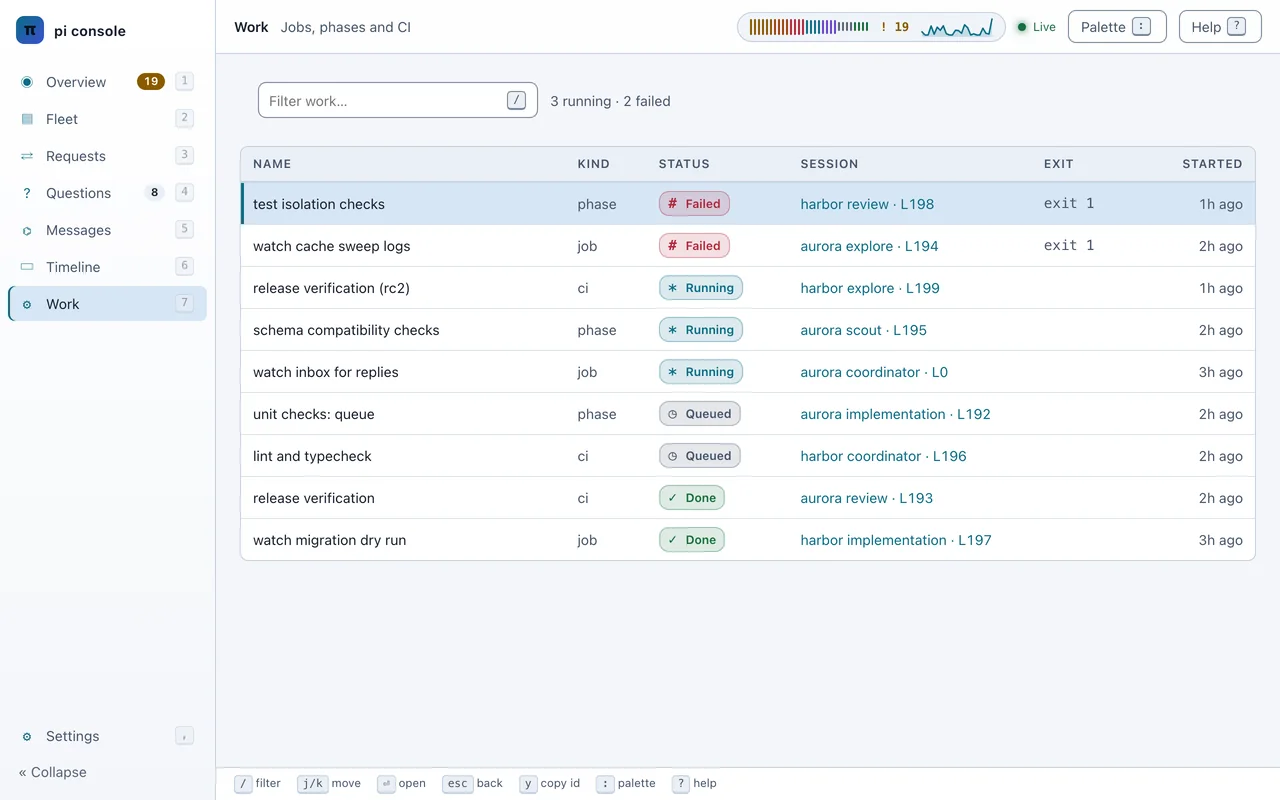 π pi console
Work Jobs, phases and CI
! 19
Live
Palette :
Help ?
Overview 19 1
Fleet 2
Requests 3
? Questions 8 4
Messages 5
Timeline 6
Work 7
Filter work... /
3 running · 2 failed
NAME KIND STATUS SESSION EXIT STARTED
test isolation checks phase # Failed harbor review · L198 exit 1 1h ago
watch cache sweep logs job # Failed aurora explore · L194 exit 1 2h ago
release verification (rc2) ci * Running harbor explore · L199 1h ago
schema compatibility checks phase * Running aurora scout · L195 2h ago
watch inbox for replies job * Running aurora coordinator · L0 3h ago
unit checks: queue phase Queued aurora implementation · L192 2h ago
lint and typecheck ci Queued harbor coordinator · L196 2h ago
release verification ci ✓ Done aurora review · L193 2h ago
watch migration dry run job ✓ Done harbor implementation · L197 3h ago
Settings ,
« Collapse
/ filter j/k move ⏎ open esc back y copy id : palette ? help